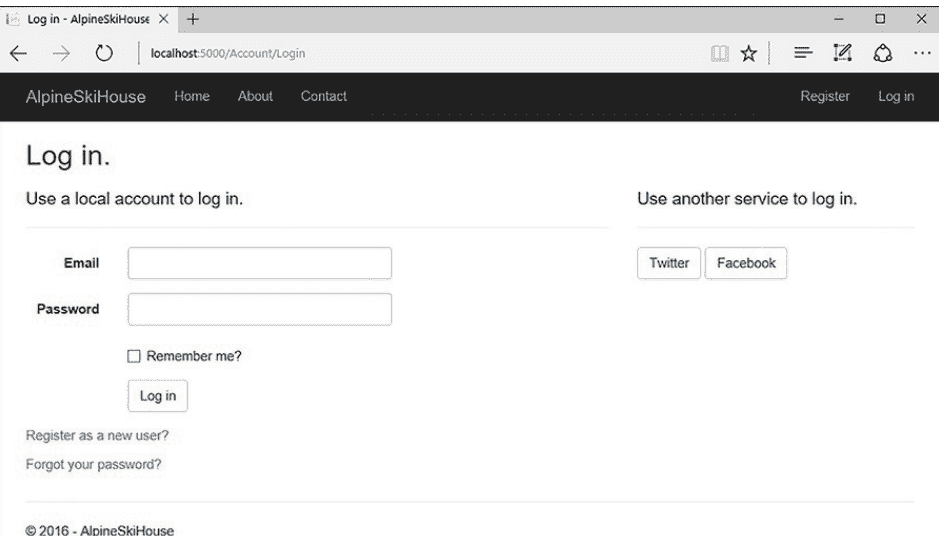 Log in - AlpineSkiHouse
localhost:5000/Account/Login
AlpineSkiHouse Home About Contact Register Log in
Log in.
Use a local account to log in. Use another service to log in.
Email Twitter Facebook
Password
Remember me?
Log in
Register as a new user?
Forgot your password?
© 2016 - AlpineSkiHouse